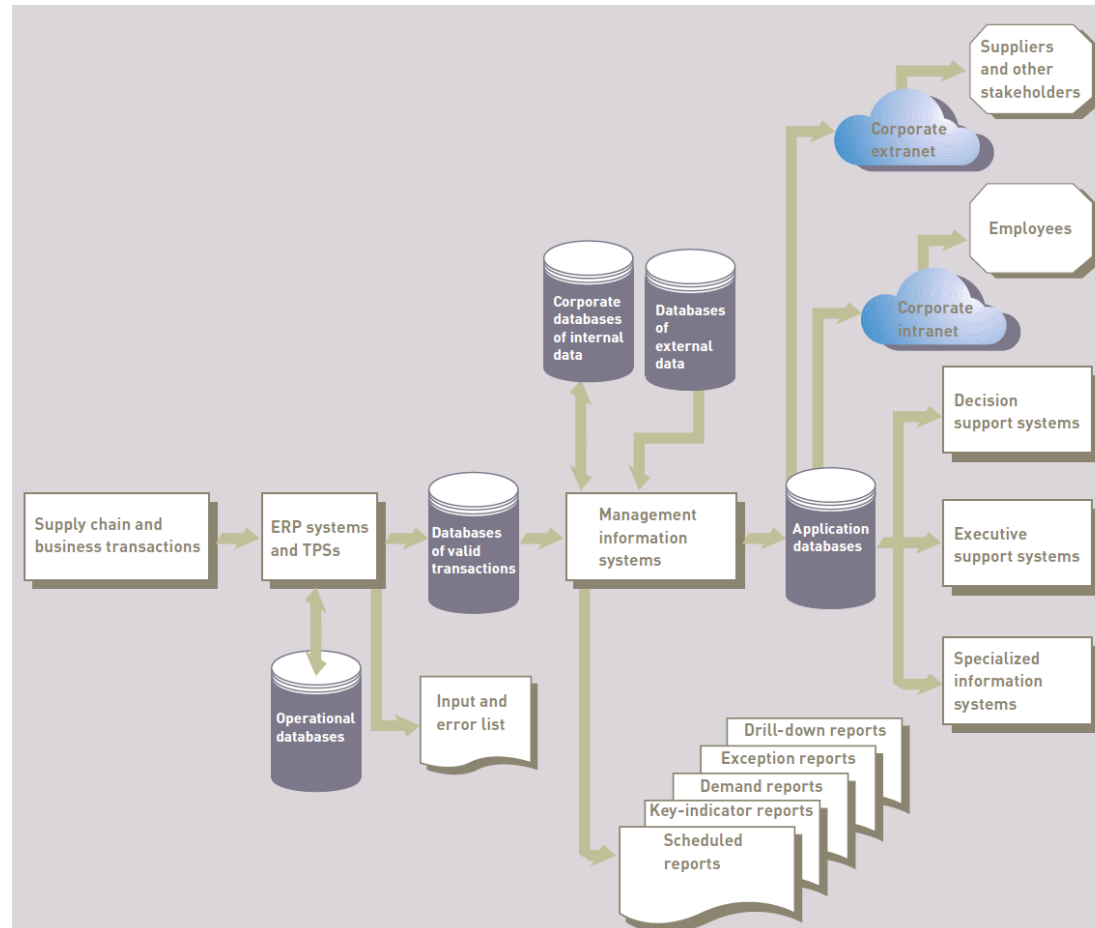 Suppliers
and other
stakeholders
Corporate
extranet
Employees
Corporate
intranet
Corporate
databases
of internal
data
Databases
of
external
data
Decision
support systems
Supply chain and
business transactions
ERP systems
and TPSs
Databases
of valid
transactions
Management
information
systems
Application
databases
Executive
support systems
Operational
databases
Input and
error list
Specialized
information
systems
Drill-down reports
Exception reports
Demand reports
Key-indicator reports
Scheduled
reports